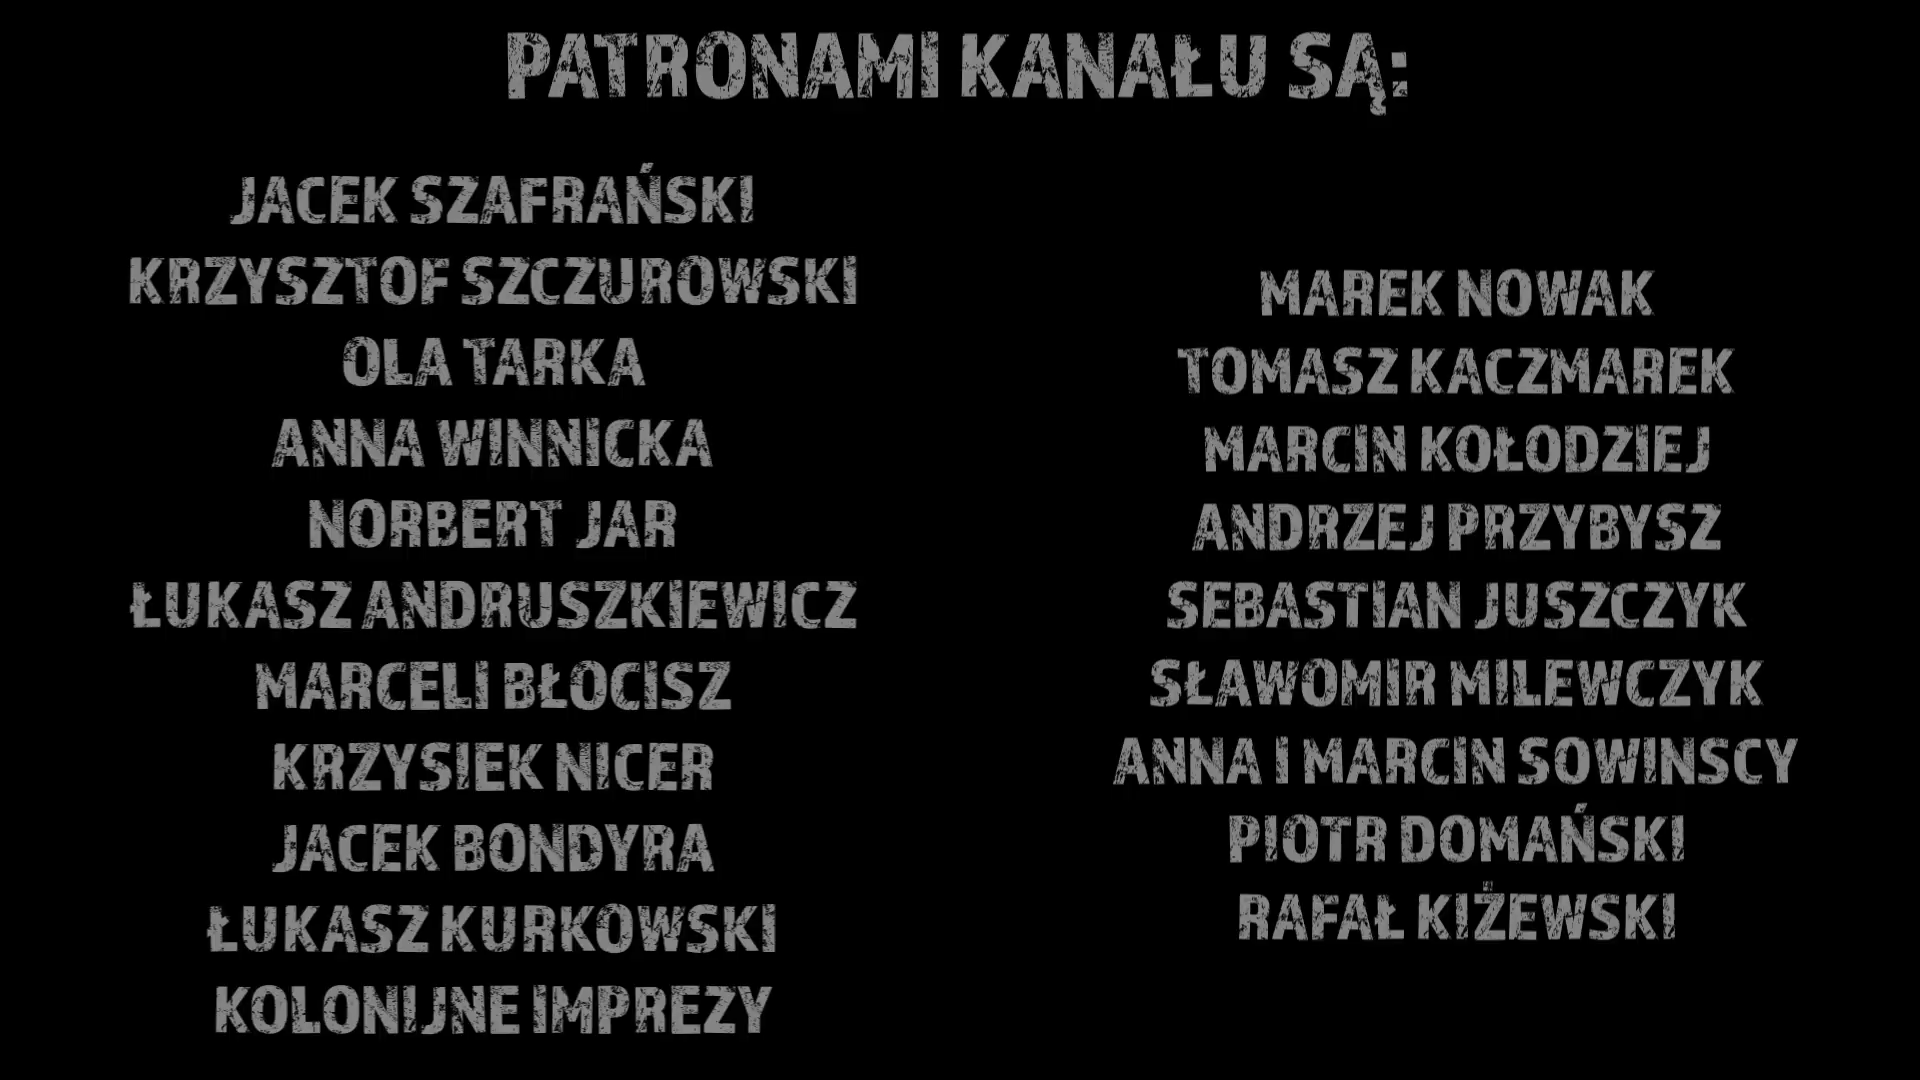 PATRONAMI KANAŁU SĄ:
JACEK SZAFRAŃSKI
KRZYSZTOF SZCZUROWSKI
OLA TARKA
ANNA WINNICKA
NORBERT JAR
ŁUKASZ ANDRUSZKIEWICZ
MARCELI BŁOCISZ
KRZYSIEK NICER
JACEK BONDYRA
ŁUKASZ KURKOWSKI
KOLONIJNE IMPREZY
MAREK NOWAK
TOMASZ KACZMAREK
MARCIN KOŁODZIEJ
ANDRZEJ PRZYBYSZ
SEBASTIAN JUSZCZYK
SŁAWOMIR MILEWCZYK
ANNA I MARCIN SOWINSCY
PIOTR DOMAŃSKI
RAFAŁ KIŻEWSKI